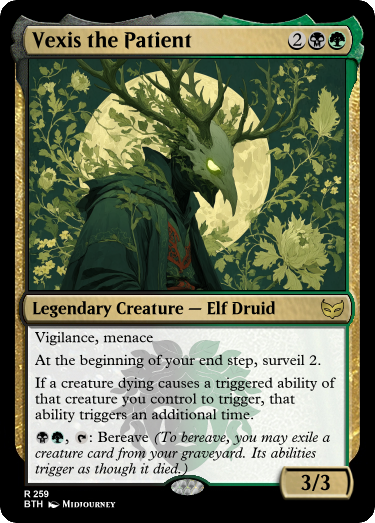 Vexis the Patient 2
Legendary Creature — Elf Druid
Vigilance, menace
At the beginning of your end step, surveil 2.
If a creature dying causes a triggered ability of
that creature you control to trigger, that
ability triggers an additional time.
, : Bereave (To bereave, you may exile a
creature card from your graveyard. Its abilities
trigger as though it died.)
3/3
R 259
BTH Midjourney